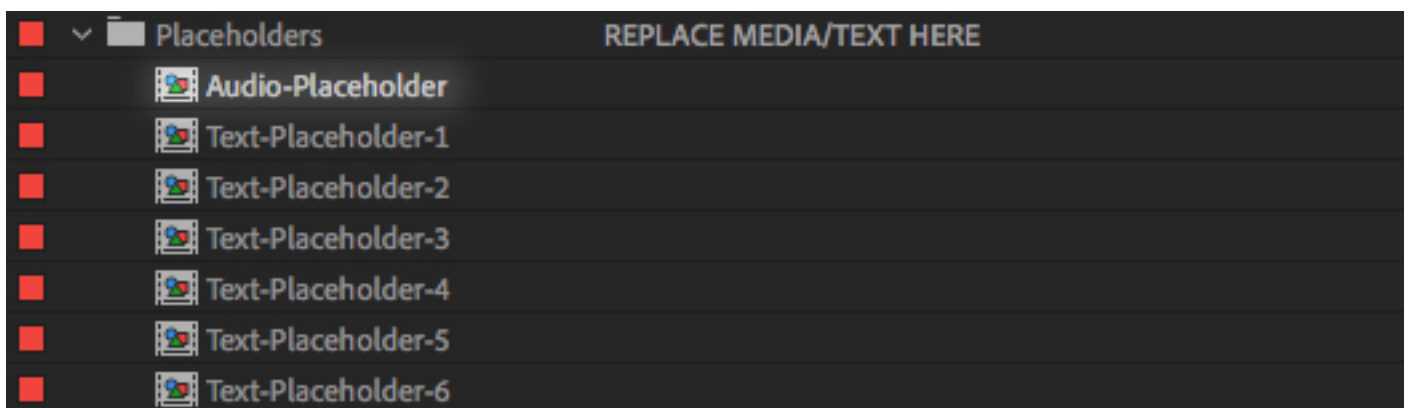 Placeholders REPLACE MEDIA/TEXT HERE
Audio-Placeholder
Text-Placeholder-1
Text-Placeholder-2
Text-Placeholder-3
Text-Placeholder-4
Text-Placeholder-5
Text-Placeholder-6